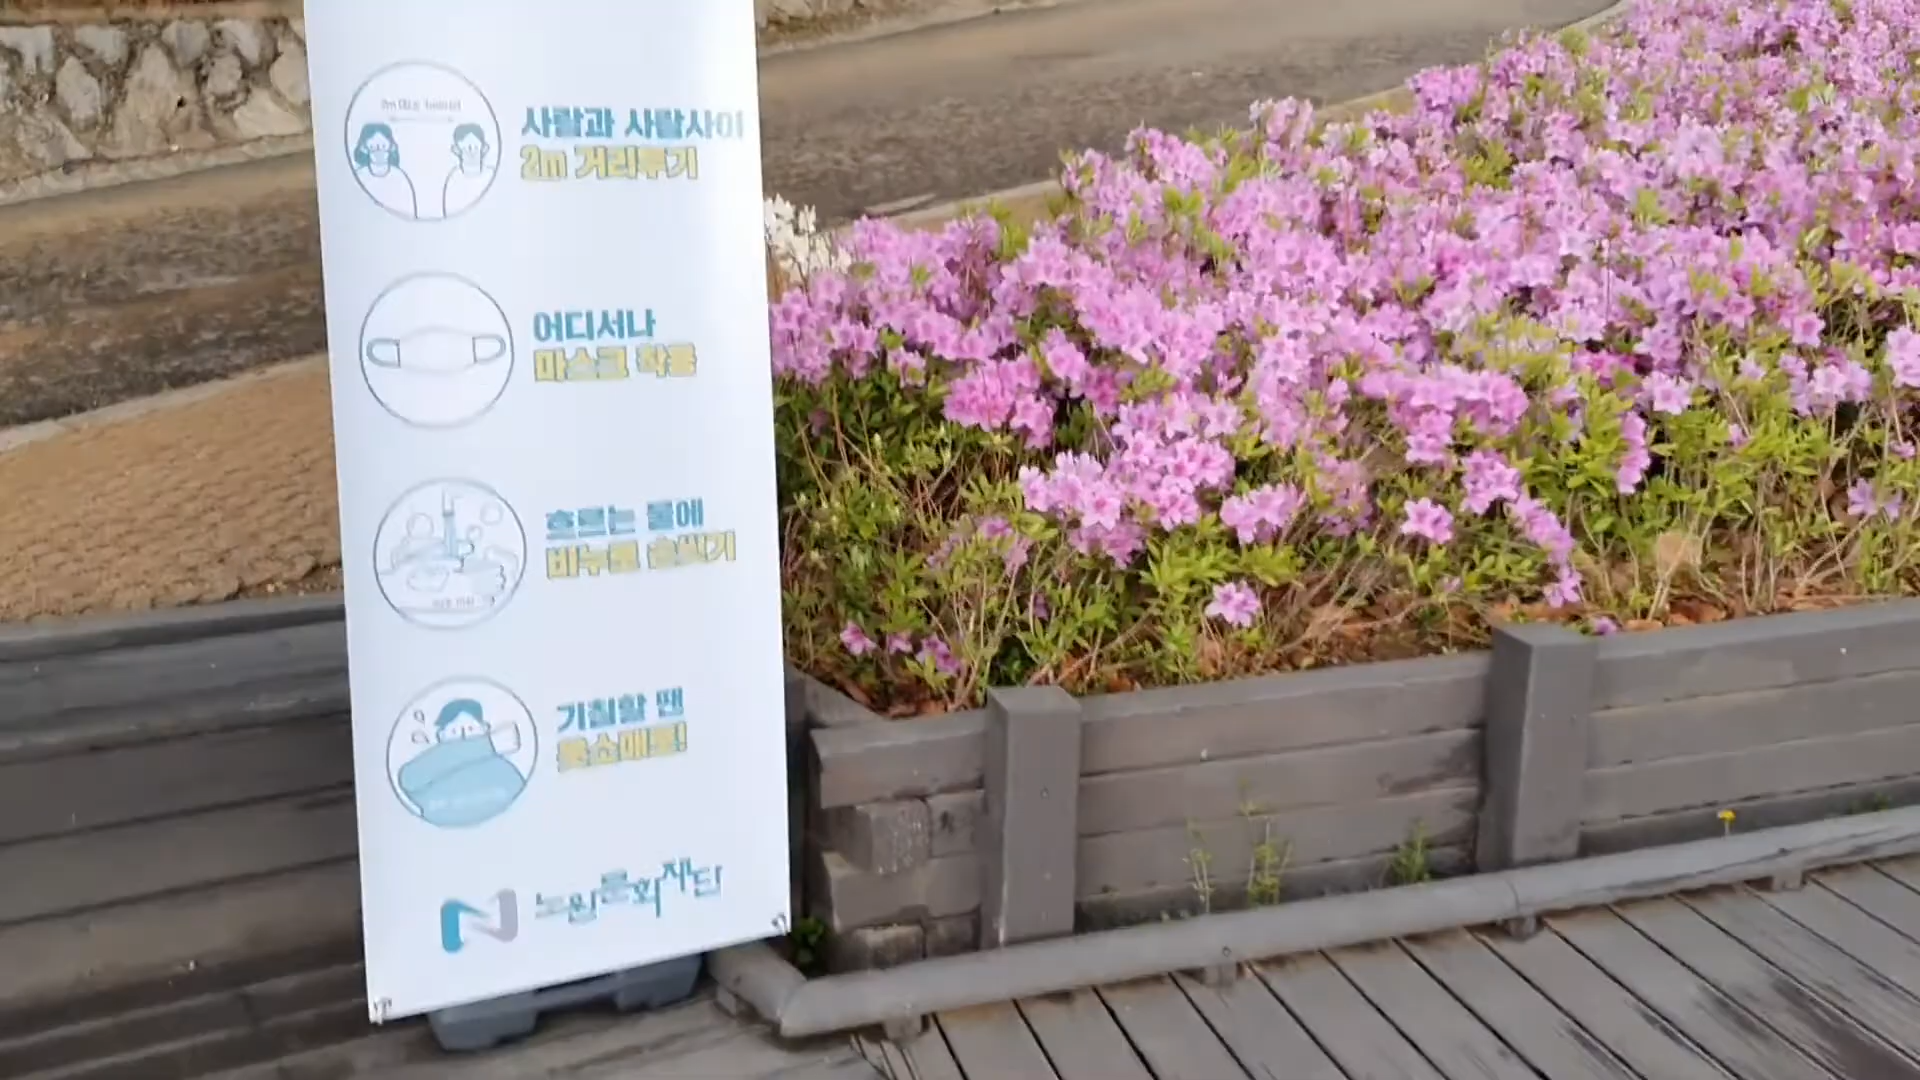 사람과 사람사이
2m 거리두기
어디서나
마스크 착용
흐르는 물에
비누로 손씻기
기침할 땐
옷소매로!
노원문화재단